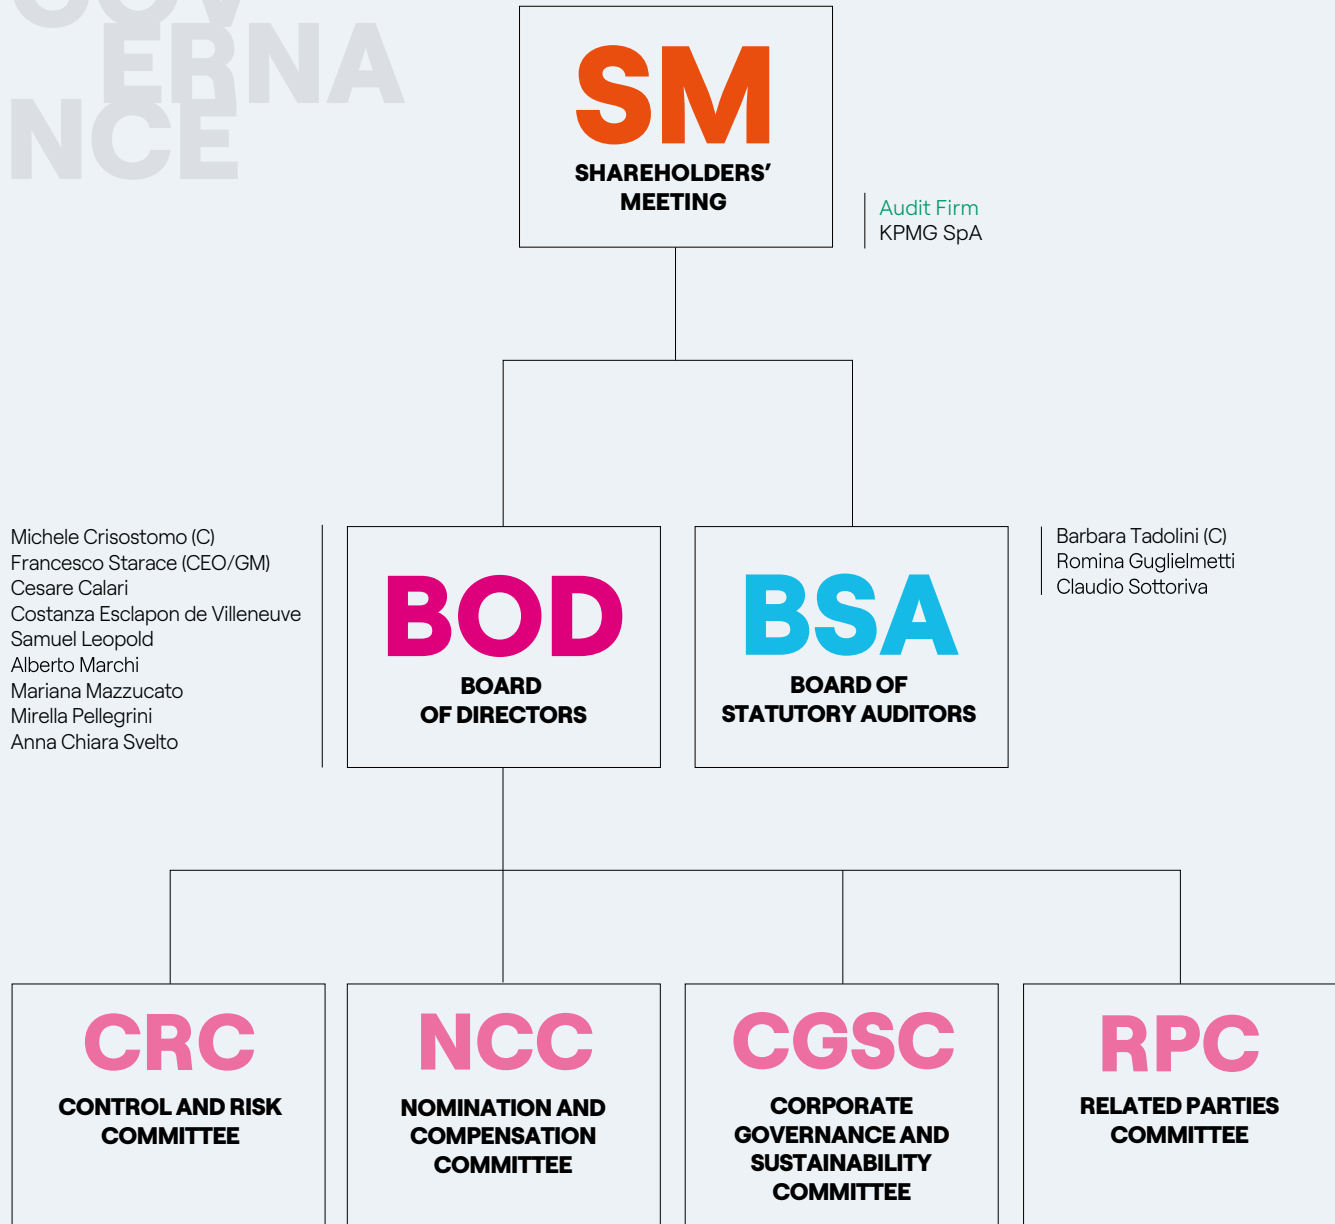 GOV
ERNA
NCE
SM
SHAREHOLDERS’
MEETING
Audit Firm
KPMG SpA
Michele Crisostomo (C)
Francesco Starace (CEO/GM)
Cesare Calari
Costanza Esclapon de Villeneuve
Samuel Leopold
Alberto Marchi
Mariana Mazzucato
Mirella Pellegrini
Anna Chiara Svelto
BOD
BOARD
OF DIRECTORS
BSA
BOARD OF
STATUTORY AUDITORS
Barbara Tadolini (C)
Romina Guglielmetti
Claudio Sottoriva
CRC
CONTROL AND RISK
COMMITTEE
NCC
NOMINATION AND
COMPENSATION
COMMITTEE
CGSC
CORPORATE
GOVERNANCE AND
SUSTAINABILITY
COMMITTEE
RPC
RELATED PARTIES
COMMITTEE